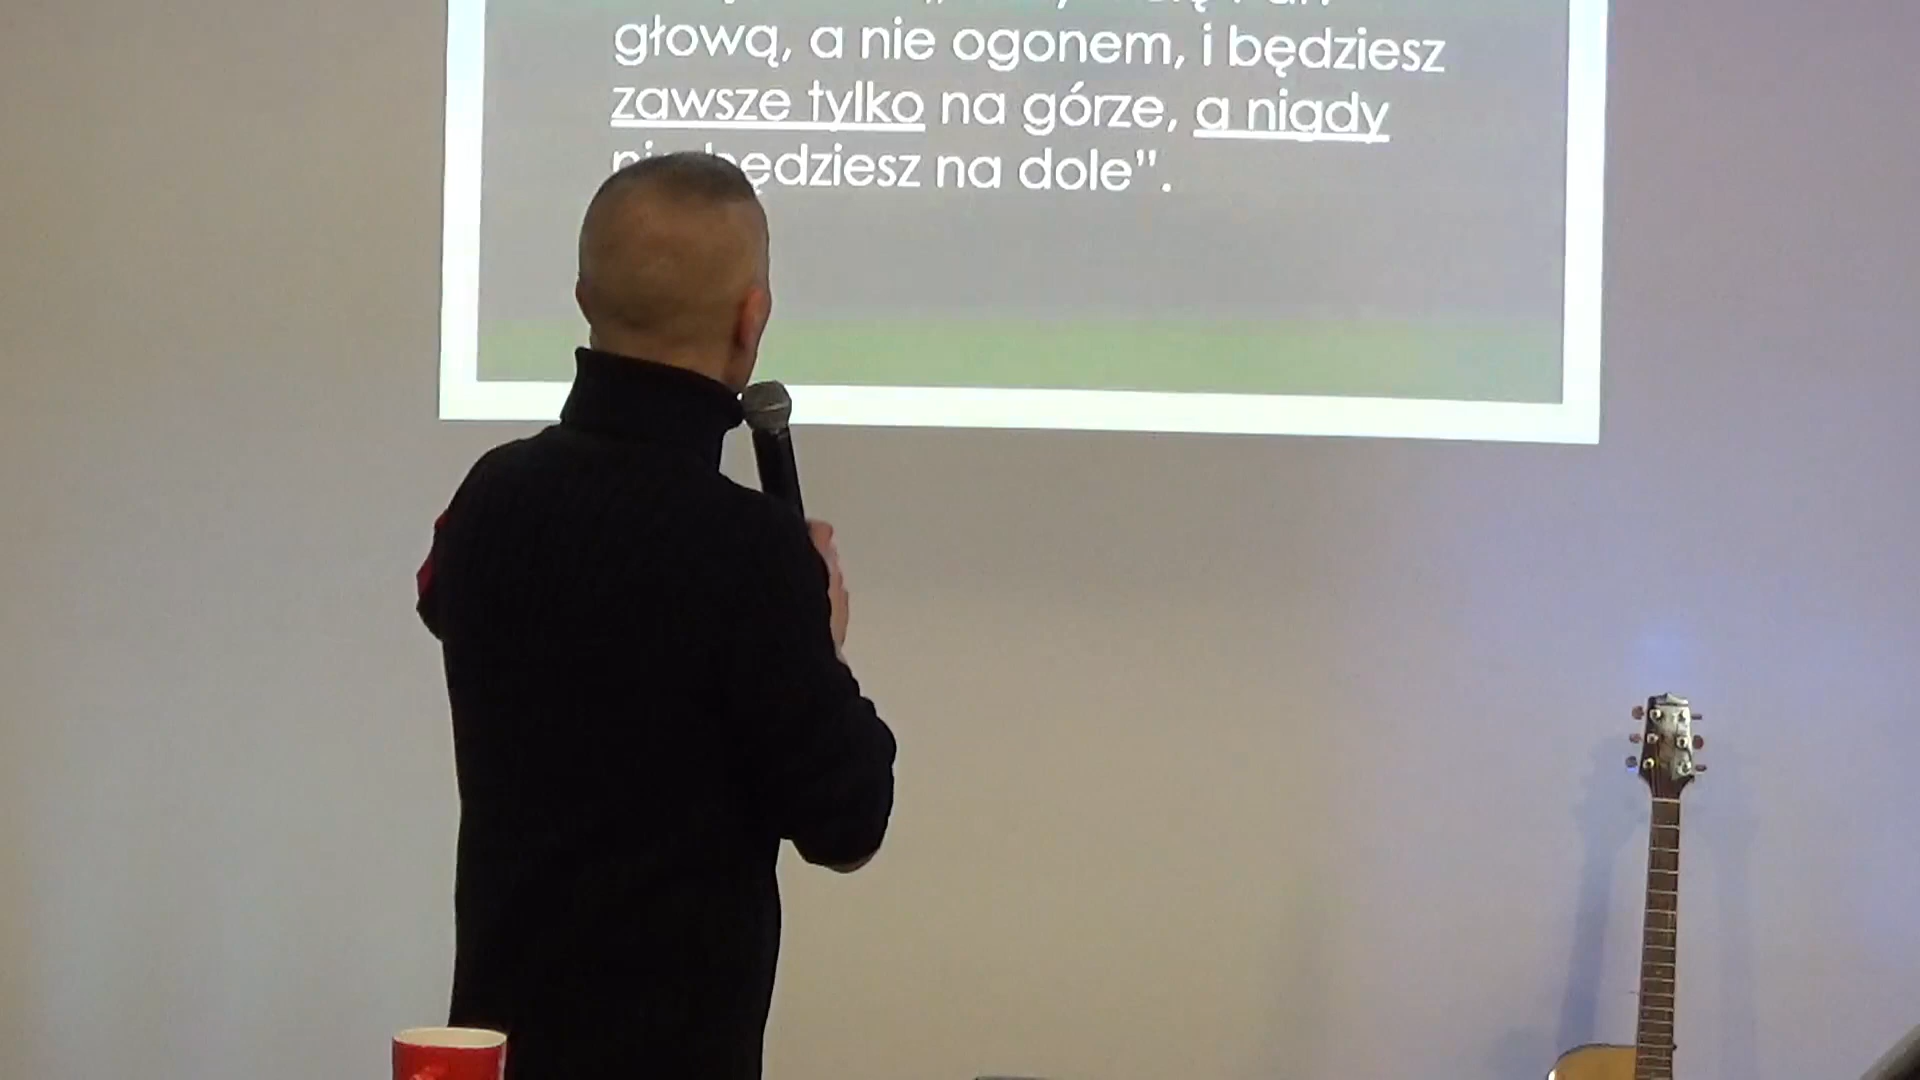 głową, a nie ogonem, i będziesz
zawsze tylko na górze, a nigdy
będziesz na dole”.